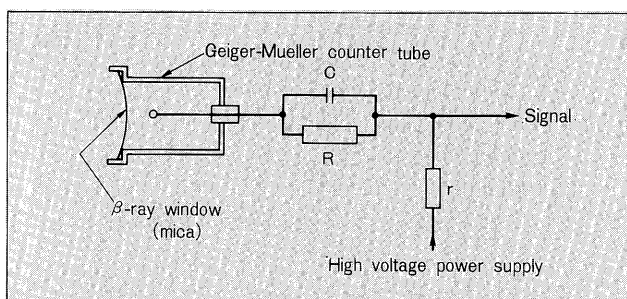 Geiger-Mueller counter tube
C
Signal
R
r
β-ray window
(mica)
High voltage power supply